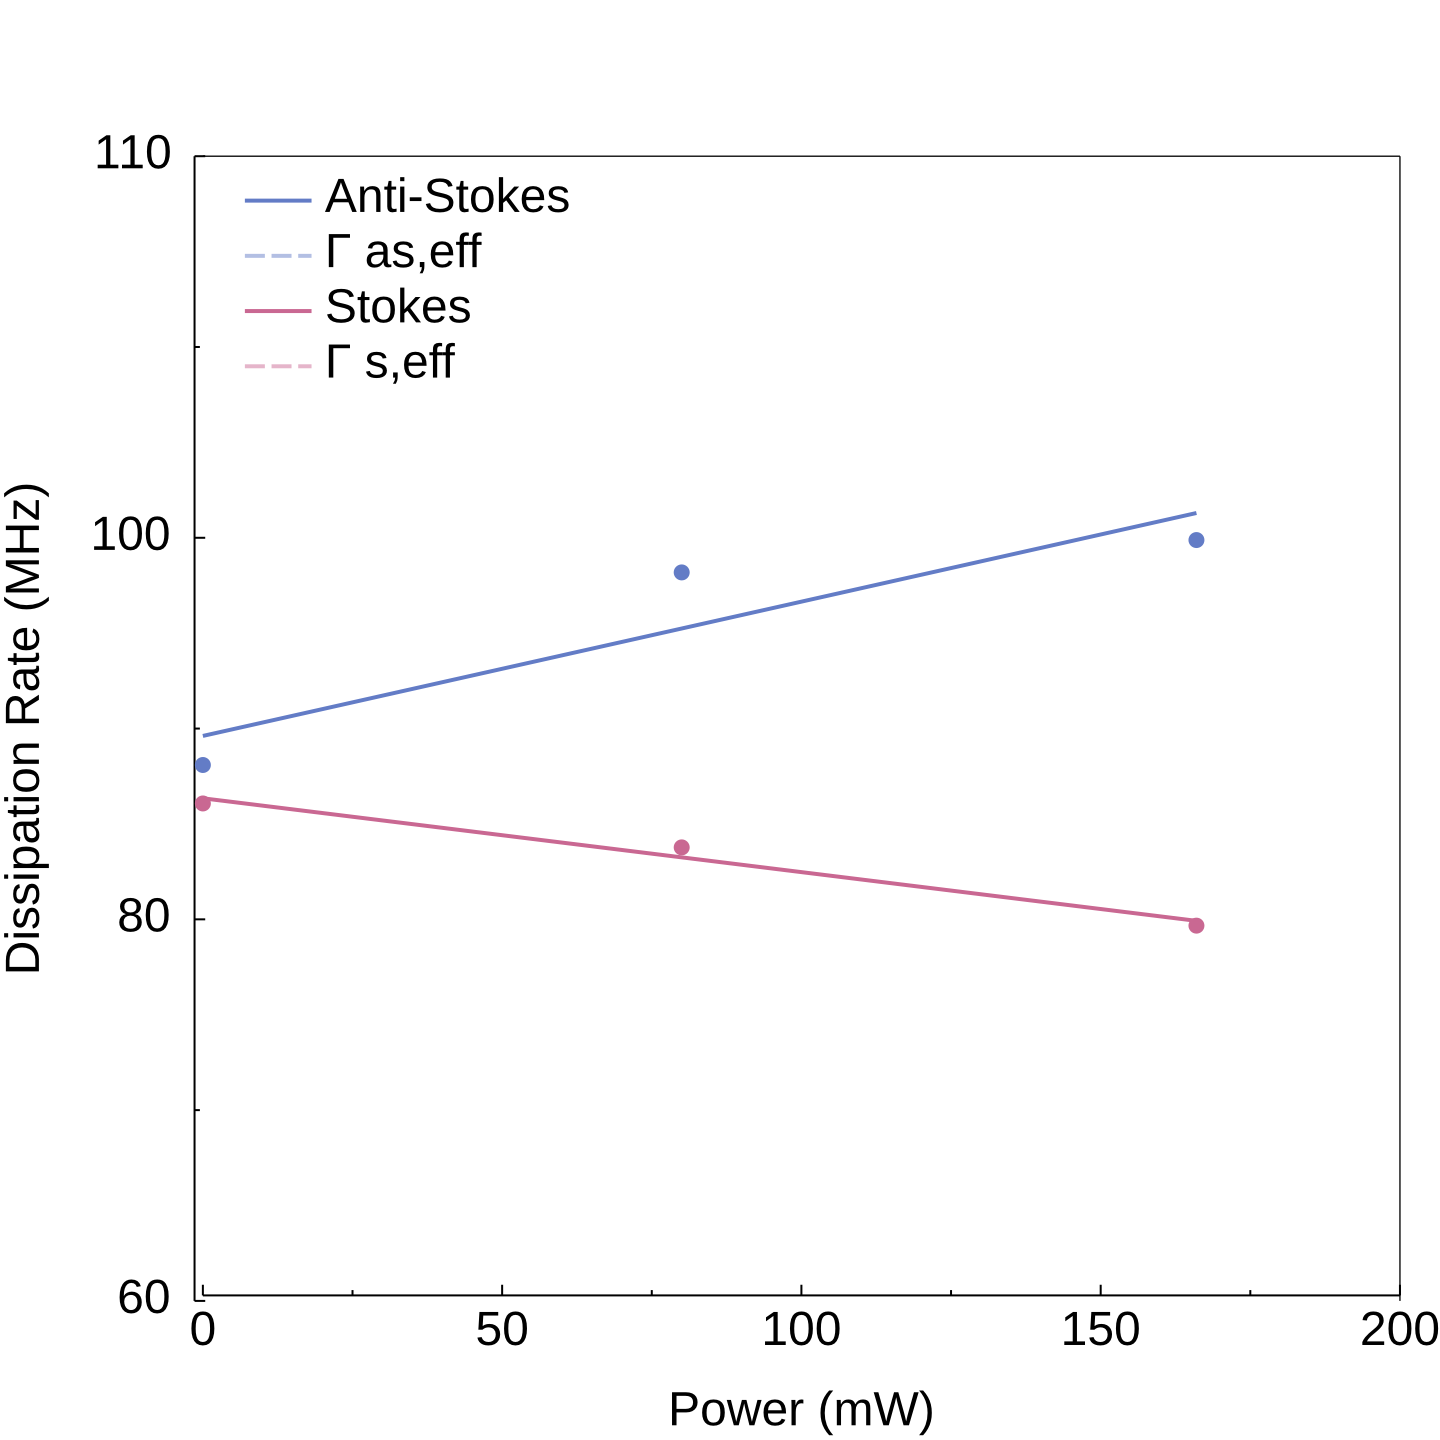 110
Anti-Stokes
Γ as,eff
Stokes
Γ s,eff
100
Dissipation Rate (MHz)
80
60
0 50 100 150 200
Power (mW)